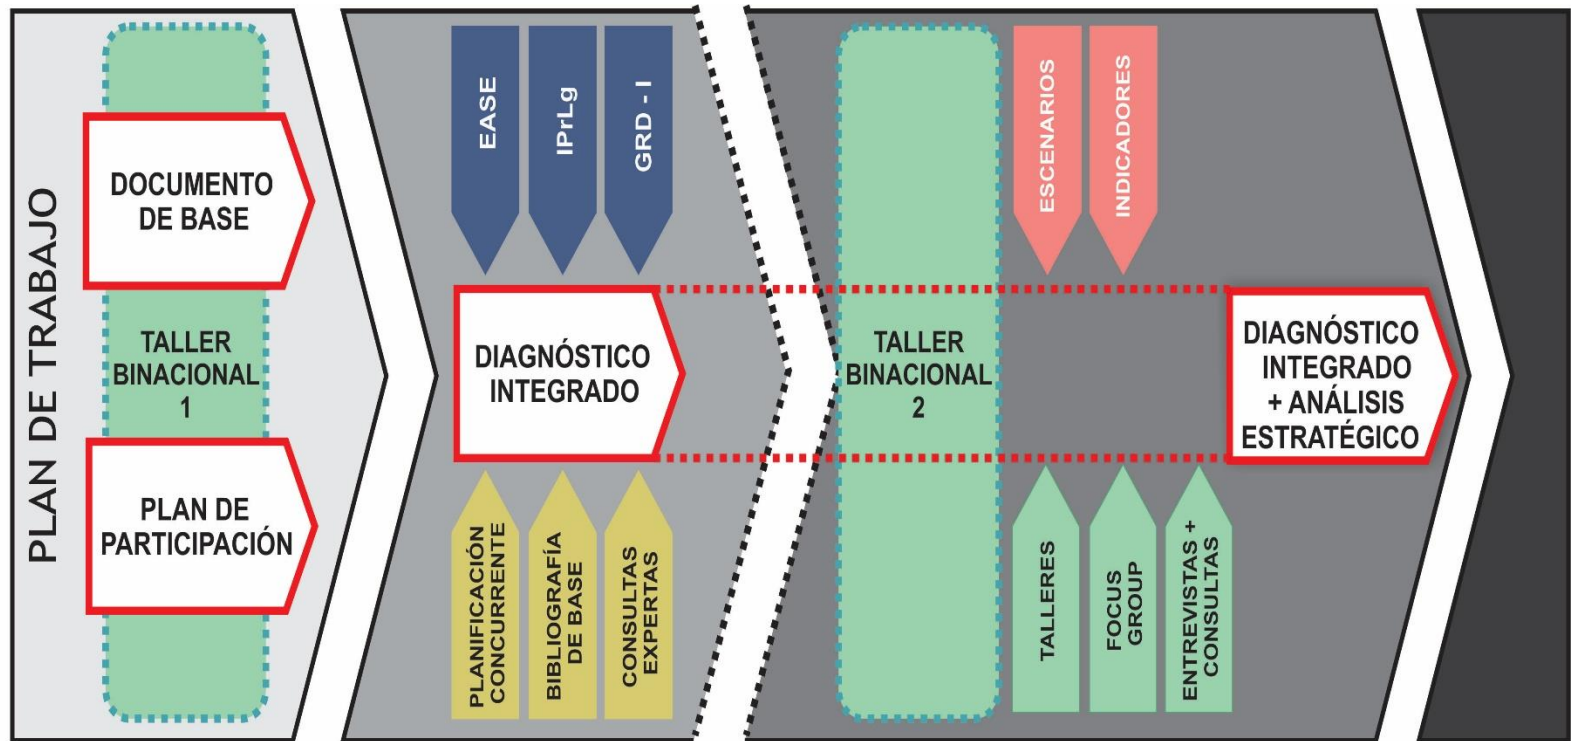 PLAN DE TRABAJO
DOCUMENTO
DE BASE
TALLER
BINACIONAL
1
PLAN DE
PARTICIPACIÓN
EASE
IPrLg
GRD - I
DIAGNÓSTICO
INTEGRADO
PLANIFICACIÓN
CONCURRENTE
BIBLIOGRAFÍA
DE BASE
CONSULTAS
EXPERTAS
TALLER
BINACIONAL
2
ESCENARIOS
INDICADORES
DIAGNÓSTICO
INTEGRADO
+ ANÁLISIS
ESTRATÉGICO
TALLERES
FOCUS
GROUP
ENTREVISTAS +
CONSULTAS